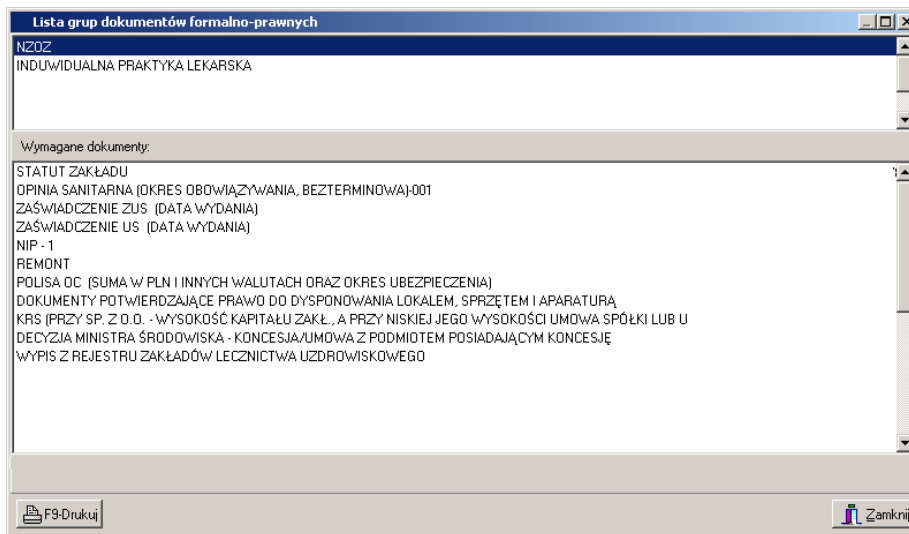 Lista grup dokumentów formalno-prawnych
NZOZ
INDUWIDUALNA PRAKTYKA LEKARSKA
Wymagane dokumenty:
STATUT ZAKŁADU
OPINIA SANITARNA (OKRES OBOWIĄZYWANIA, BEZTERMINOWA)-001
ZAŚWIADCZENIE ZUS (DATA WYDANIA)
ZAŚWIADCZENIE US (DATA WYDANIA)
NIP - 1
REMONT
POLISA OC (SUMA W PLN I INNYCH WALUTACH ORAZ OKRES UBEZPIECZENIA)
DOKUMENTY POTWIERDZAJĄCE PRAWO DO DYSPONOWANIA LOKALEM, SPRZĘTEM I APARATURĄ
KRS (PRZY SP. Z O.O. - WYSOKOŚĆ KAPITAŁU ZAKŁ., A PRZY NISKIEJ JEGO WYSOKOŚCI UMOWA SPÓŁKI LUB U
DECYZJA MINISTRA ŚRODOWISKA - KONCESJA/UMOWA Z PODMIOTEM POSIADAJĄCYM KONCESJĘ
WYPIS Z REJESTRU ZAKŁADÓW LECZNICTWA UZDROWISKOWEGO
F9-Drukuj
Zamknij